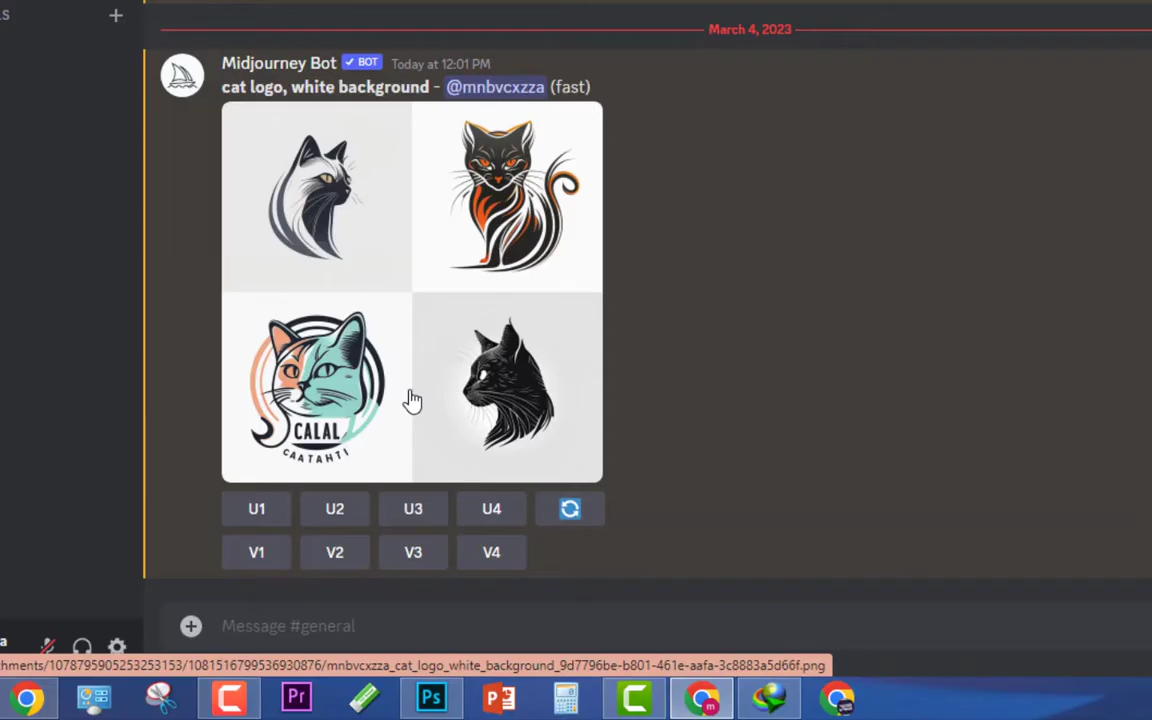 March 4, 2023
Midjourney Bot ✓ BOT Today at 12:01 PM
cat logo, white background - @mnbvcxzza (fast)
CALAL
CAATAHTI
U1 U2 U3 U4
V1 V2 V3 V4
Message #general
a
hments/1078795905253253153/1081516799536930876/mnbvcxzza_cat_logo_white_background_9d7796be-b801-461e-aafa-3c8883a5d66f.png
Pr Ps P C m